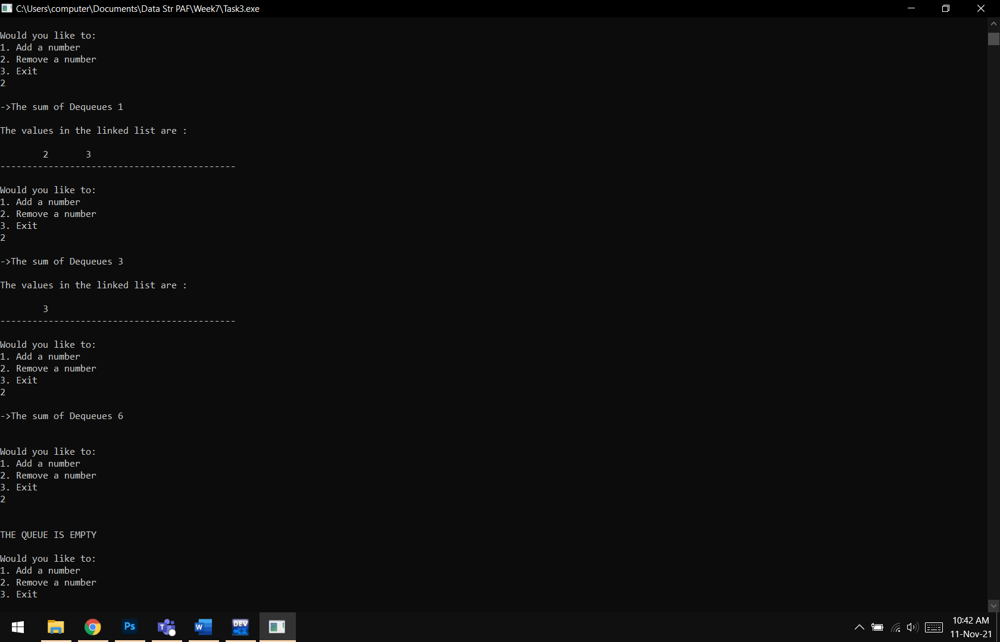 C:\Users\computer\Documents\Data Str PAF\Week7\Task3.exe
Would you like to:
1. Add a number
2. Remove a number
3. Exit
2
->The sum of Dequeues 1
The values in the linked list are :
2 3
--------------------------------------------
Would you like to:
1. Add a number
2. Remove a number
3. Exit
2
->The sum of Dequeues 3
The values in the linked list are :
3
--------------------------------------------
Would you like to:
1. Add a number
2. Remove a number
3. Exit
2
->The sum of Dequeues 6
Would you like to:
1. Add a number
2. Remove a number
3. Exit
2
THE QUEUE IS EMPTY
Would you like to:
1. Add a number
2. Remove a number
3. Exit
Ps
T
W
DEV
C++
10:42 AM
11-Nov-21